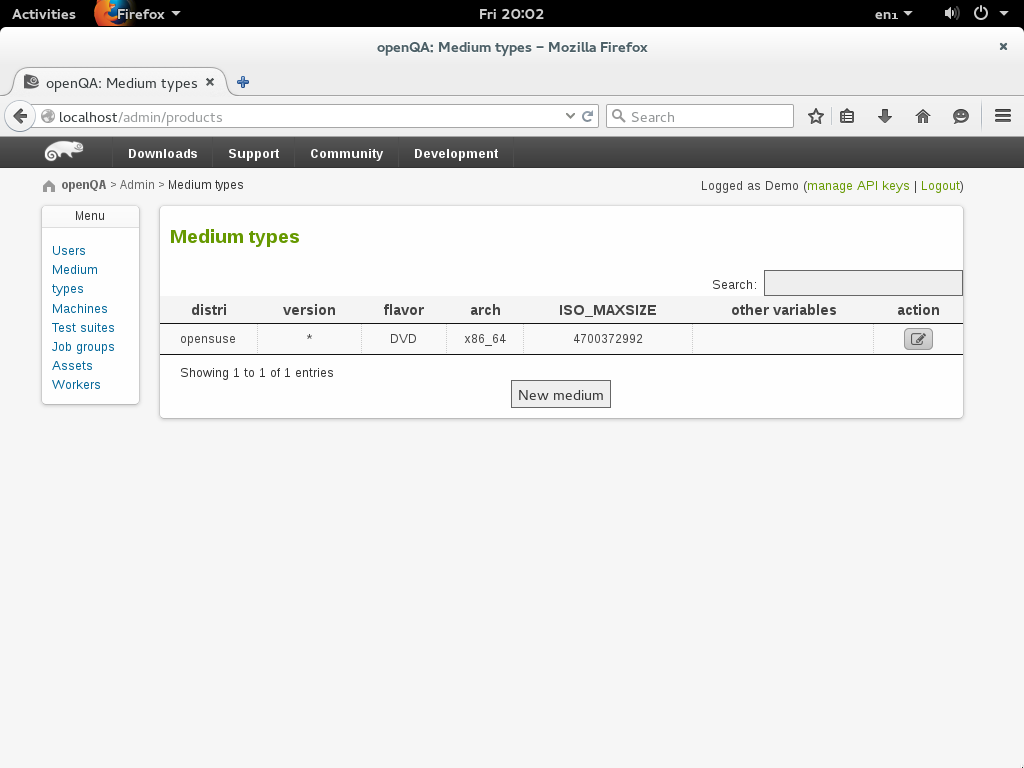 Activities Firefox Fri 20:02 en1
openQA: Medium types – Mozilla Firefox
openQA: Medium types
localhost/admin/products Search
Downloads Support Community Development
openQA > Admin > Medium types Logged as Demo (manage API keys | Logout)
Menu
Users
Medium
types
Machines
Test suites
Job groups
Assets
Workers
Medium types
Search:
distri version flavor arch ISO_MAXSIZE other variables action
opensuse * DVD x86_64 4700372992
Showing 1 to 1 of 1 entries
New medium